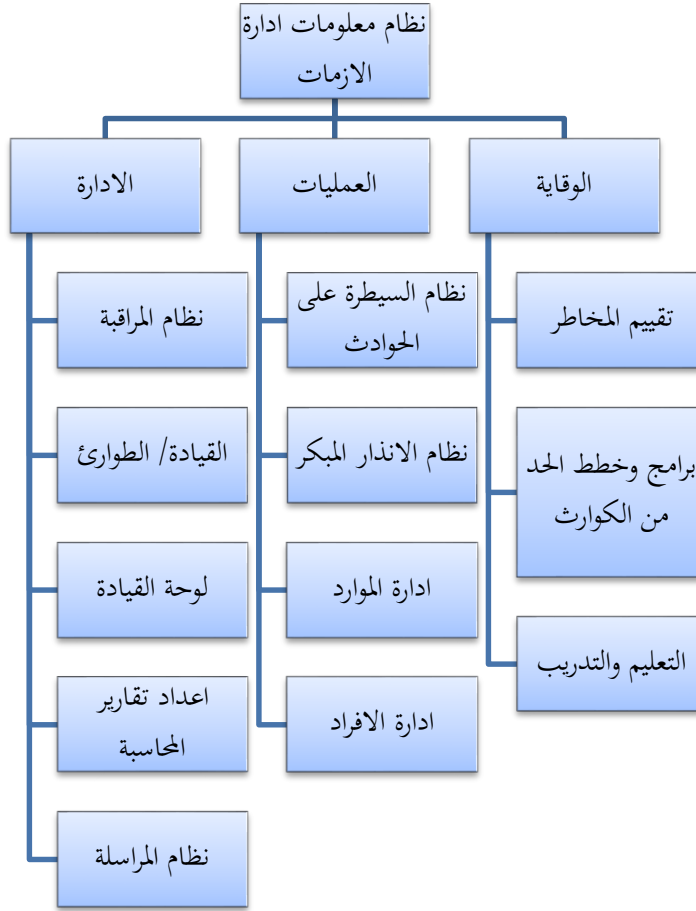 نظام معلومات ادارة
الازمات
الوقاية
العمليات
الادارة
تقييم المخاطر
برامج وخطط الحد
من الكوارث
التعليم والتدريب
نظام السيطرة على
الحوادث
نظام الانذار المبكر
ادارة الموارد
ادارة الافراد
نظام المراقبة
القيادة/ الطوارئ
لوحة القيادة
اعداد تقارير
المحاسبة
نظام المراسلة